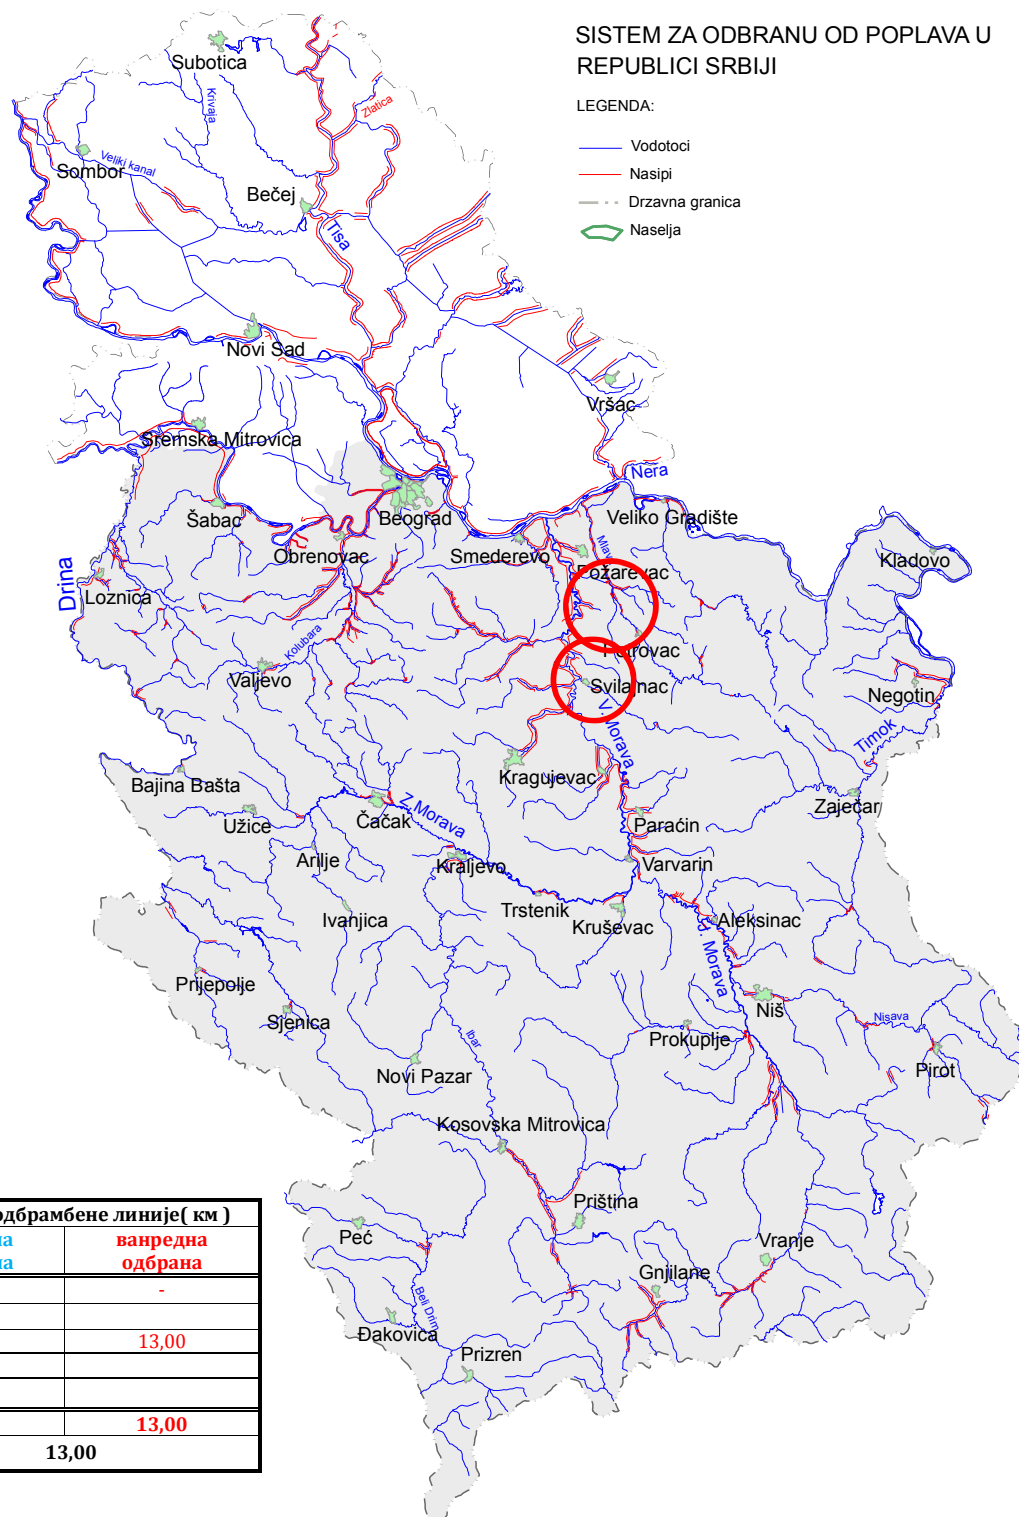 SISTEM ZA ODBRANU OD POPLAVA U
REPUBLICI SRBIJI
LEGENDA:
Vodotoci
Nasipi
Drzavna granica
Naselja
Subotica
Krivaja
Zlatica
Sombor
Veliki kanal
Bečej
Tisa
Novi Sad
Vršac
Sremska Mitrovica
Nera
Šabac
Beograd
Veliko Gradište
Obrenovac
Smederevo
Požarevac
Kladovo
Drina
Loznica
Kolubara
Petrovac
Valjevo
Svilajnac
Negotin
V. Morava
Timok
Kragujevac
Bajina Bašta
Zaječar
Užice
Čačak
Z. Morava
Paraćin
Arilje
Kraljevo
Varvarin
Ivanjica
Trstenik
Kruševac
Aleksinac
J. Morava
Prijepolje
Sjenica
Niš
Nisava
Ibar
Prokuplje
Pirot
Novi Pazar
Kosovska Mitrovica
Priština
Peć
Vranje
Gnjilane
Beli Drim
Đakovica
Prizren
одбрамбене линије( км )
ванредна
одбрана
-
13,00
13,00
13,00